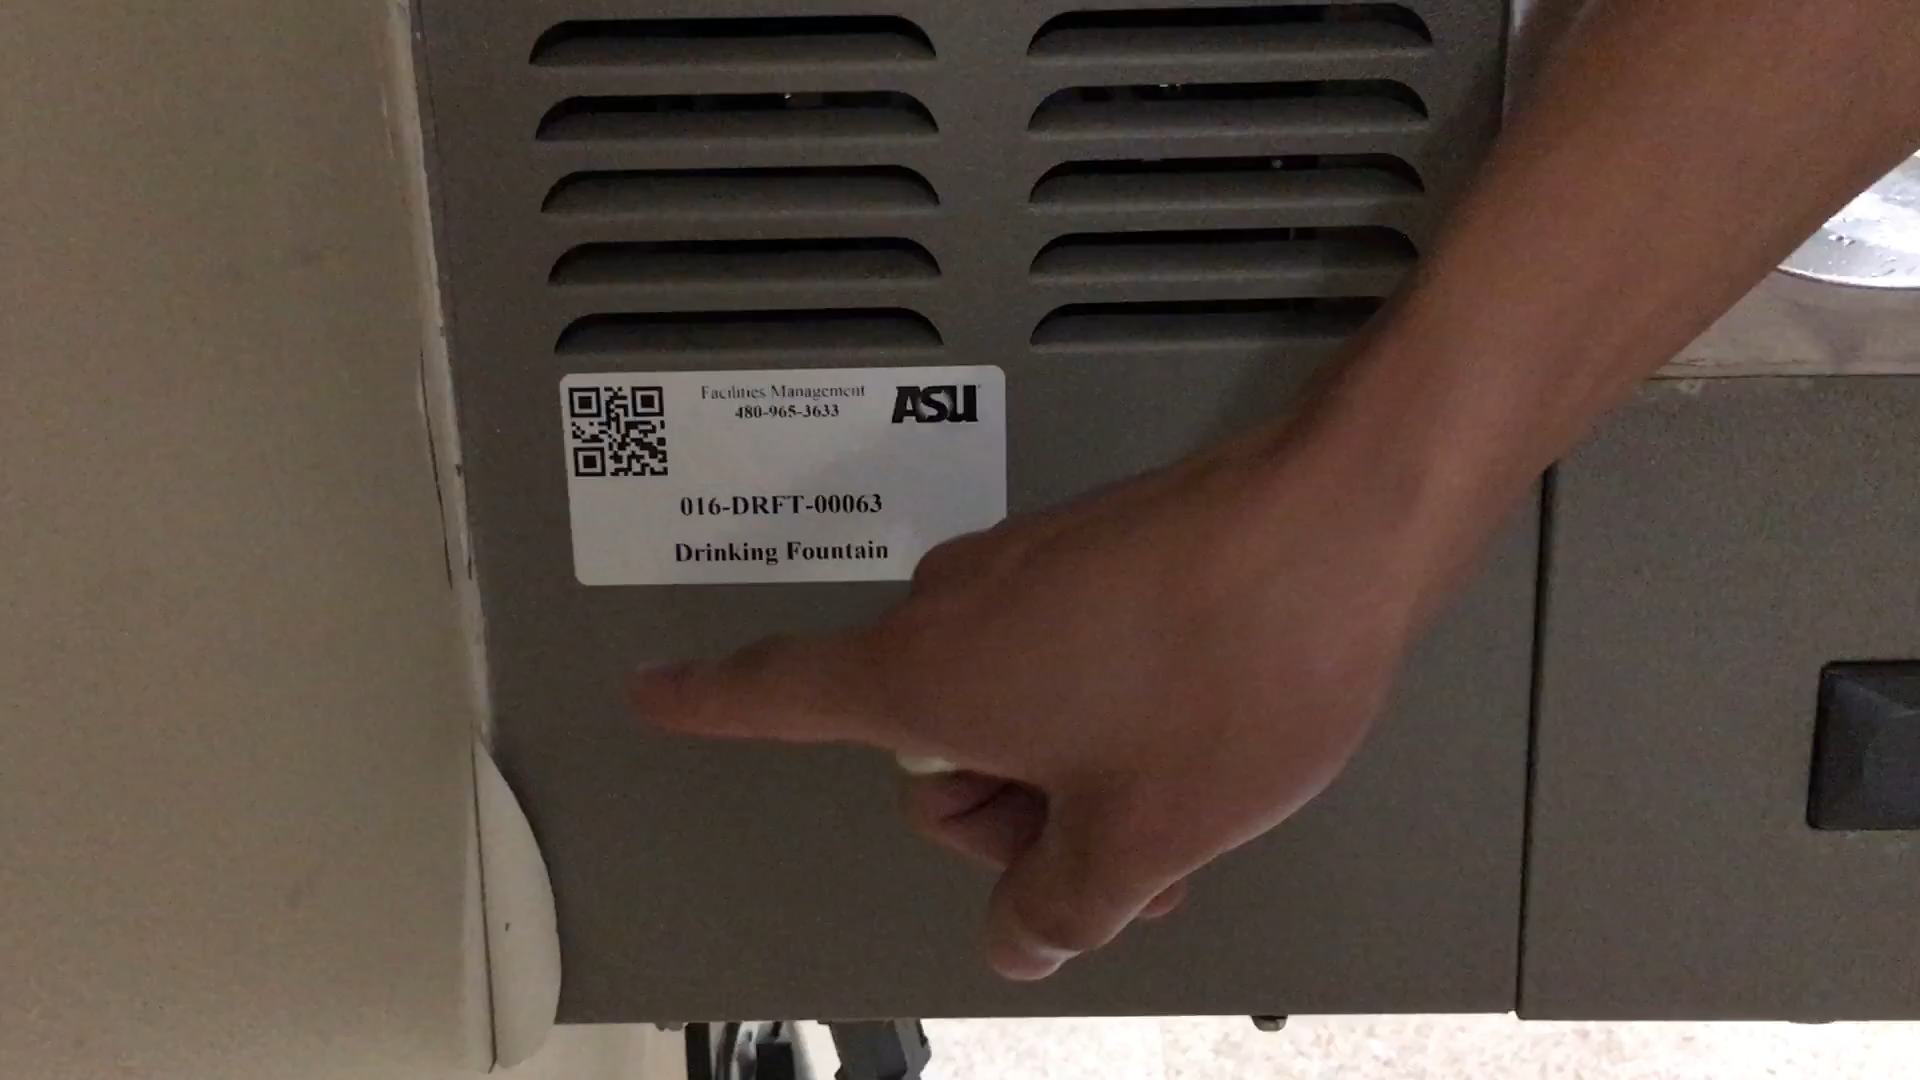 Facilities Management
480-965-3633
ASU
016-DRFT-00063
Drinking Fountain